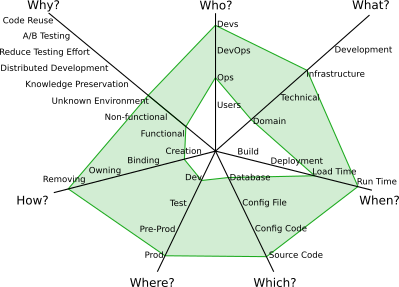 Why?
Who?
What?
Code Reuse
Devs
A/B Testing
Reduce Testing Effort
DevOps
Development
Distributed Development
Infrastructure
Knowledge Preservation
Ops
Technical
Unknown Environment
Users
Non-functional
Domain
Functional
Creation
Build
Binding
Deployment
Owning
Load Time
Removing
Dev
Database
Run Time
How?
When?
Test
Config File
Pre-Prod
Config Code
Prod
Source Code
Where?
Which?